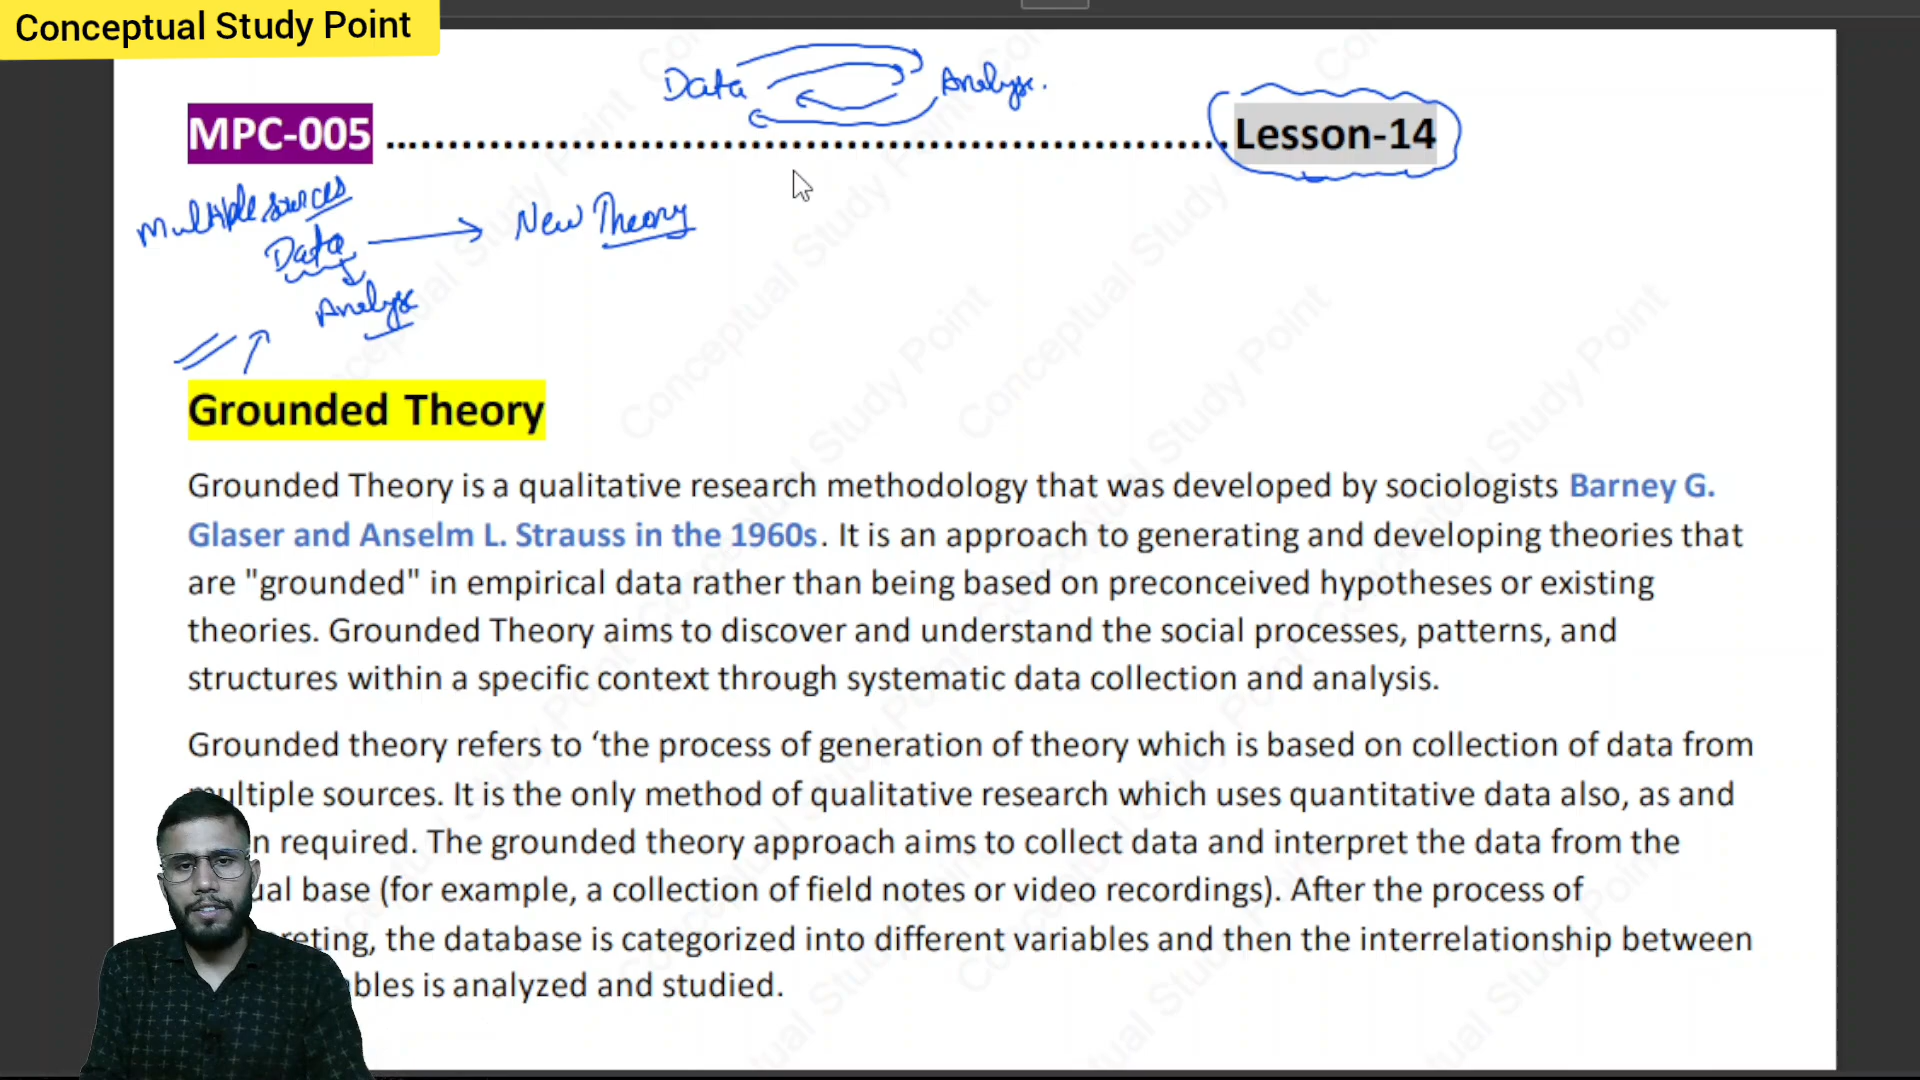 Conceptual Study Point
Data Analyse.
MPC-005 ............................................................... Lesson-14
Multiple sources
Data → New Theory
Analyse
Grounded Theory
Grounded Theory is a qualitative research methodology that was developed by sociologists Barney G.
Glaser and Anselm L. Strauss in the 1960s. It is an approach to generating and developing theories that
are "grounded" in empirical data rather than being based on preconceived hypotheses or existing
theories. Grounded Theory aims to discover and understand the social processes, patterns, and
structures within a specific context through systematic data collection and analysis.
Grounded theory refers to ‘the process of generation of theory which is based on collection of data from
multiple sources. It is the only method of qualitative research which uses quantitative data also, as and
required. The grounded theory approach aims to collect data and interpret the data from the
base (for example, a collection of field notes or video recordings). After the process of
the database is categorized into different variables and then the interrelationship between
is analyzed and studied.